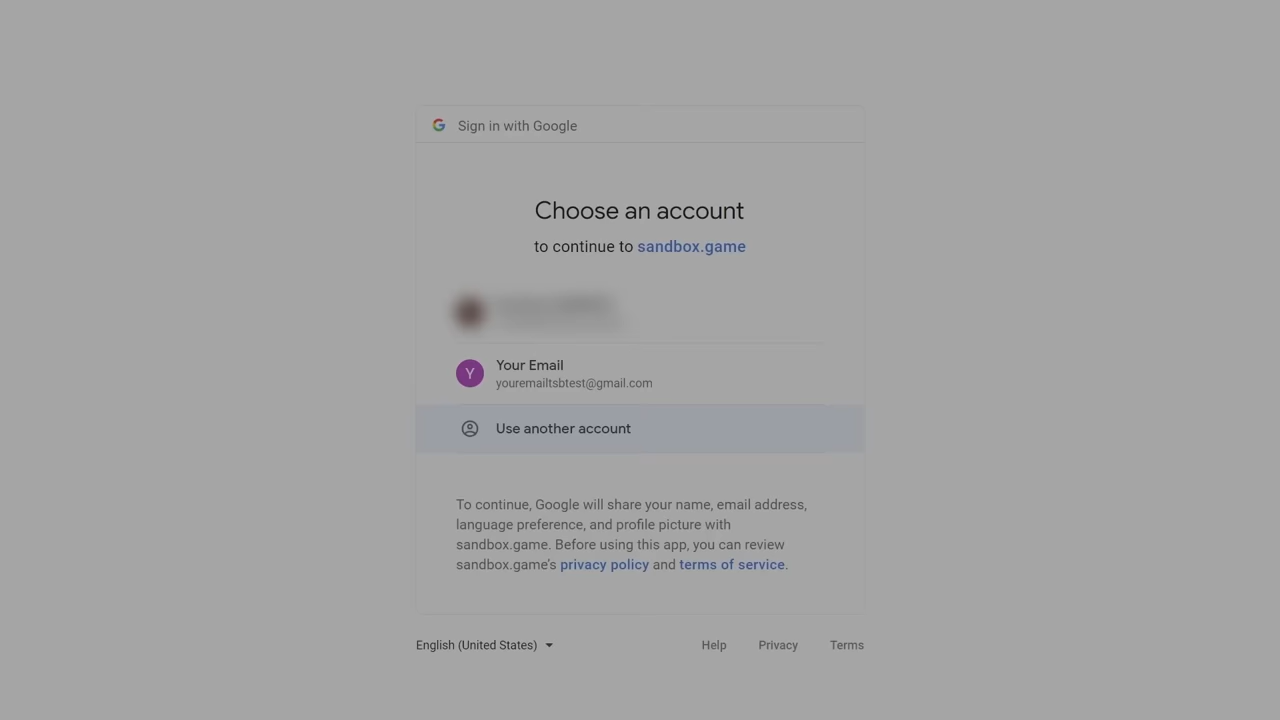 Sign in with Google
Choose an account
to continue to sandbox.game
Y
Your Email
youremailtsbtest@gmail.com
Use another account
To continue, Google will share your name, email address,
language preference, and profile picture with
sandbox.game. Before using this app, you can review
sandbox.game's privacy policy and terms of service.
English (United States)
Help
Privacy
Terms